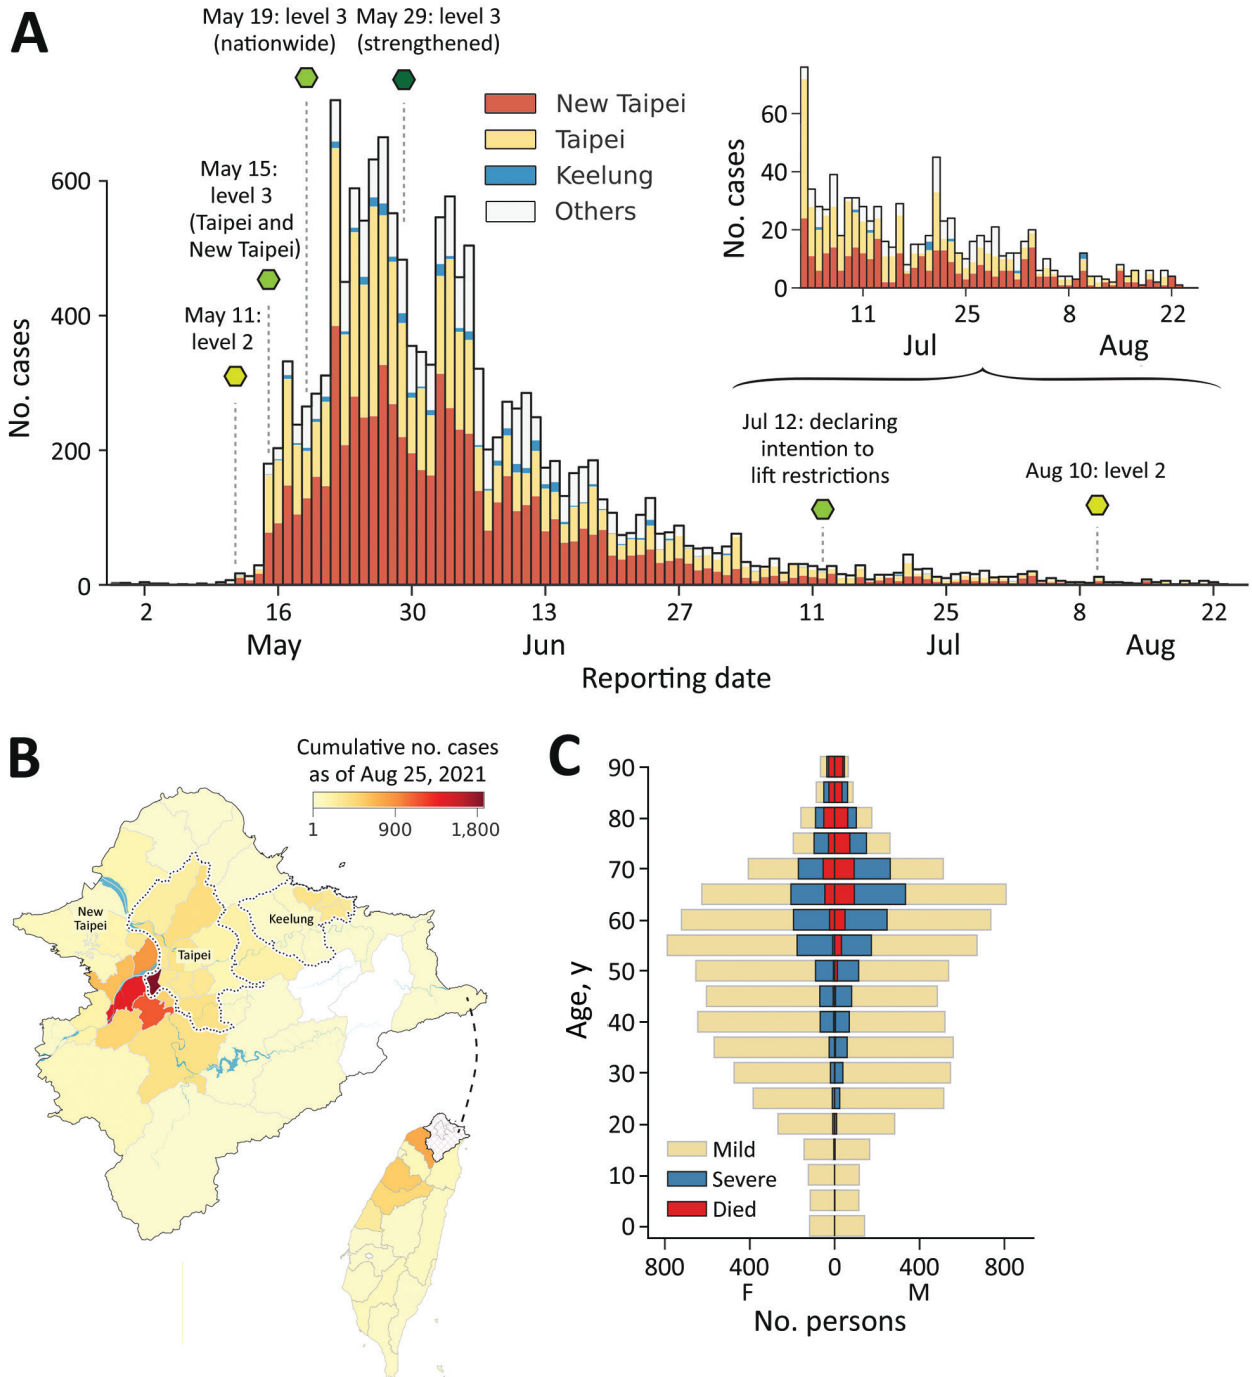 A
May 19: level 3
(nationwide)
May 29: level 3
(strengthened)
May 15:
level 3
(Taipei and
New Taipei)
May 11:
level 2
New Taipei
Taipei
Keelung
Others
No. cases
600
400
200
0
2
16
30
13
27
11
25
8
22
May
Jun
Jul
Aug
Reporting date
No. cases
60
40
20
0
11
25
8
22
Jul
Aug
Jul 12: declaring
intention to
lift restrictions
Aug 10: level 2
B
Cumulative no. cases
as of Aug 25, 2021
1
900
1,800
New
Taipei
Taipei
Keelung
C
Age, y
90
80
70
60
50
40
30
20
10
0
Mild
Severe
Died
800
400
0
400
800
F
M
No. persons